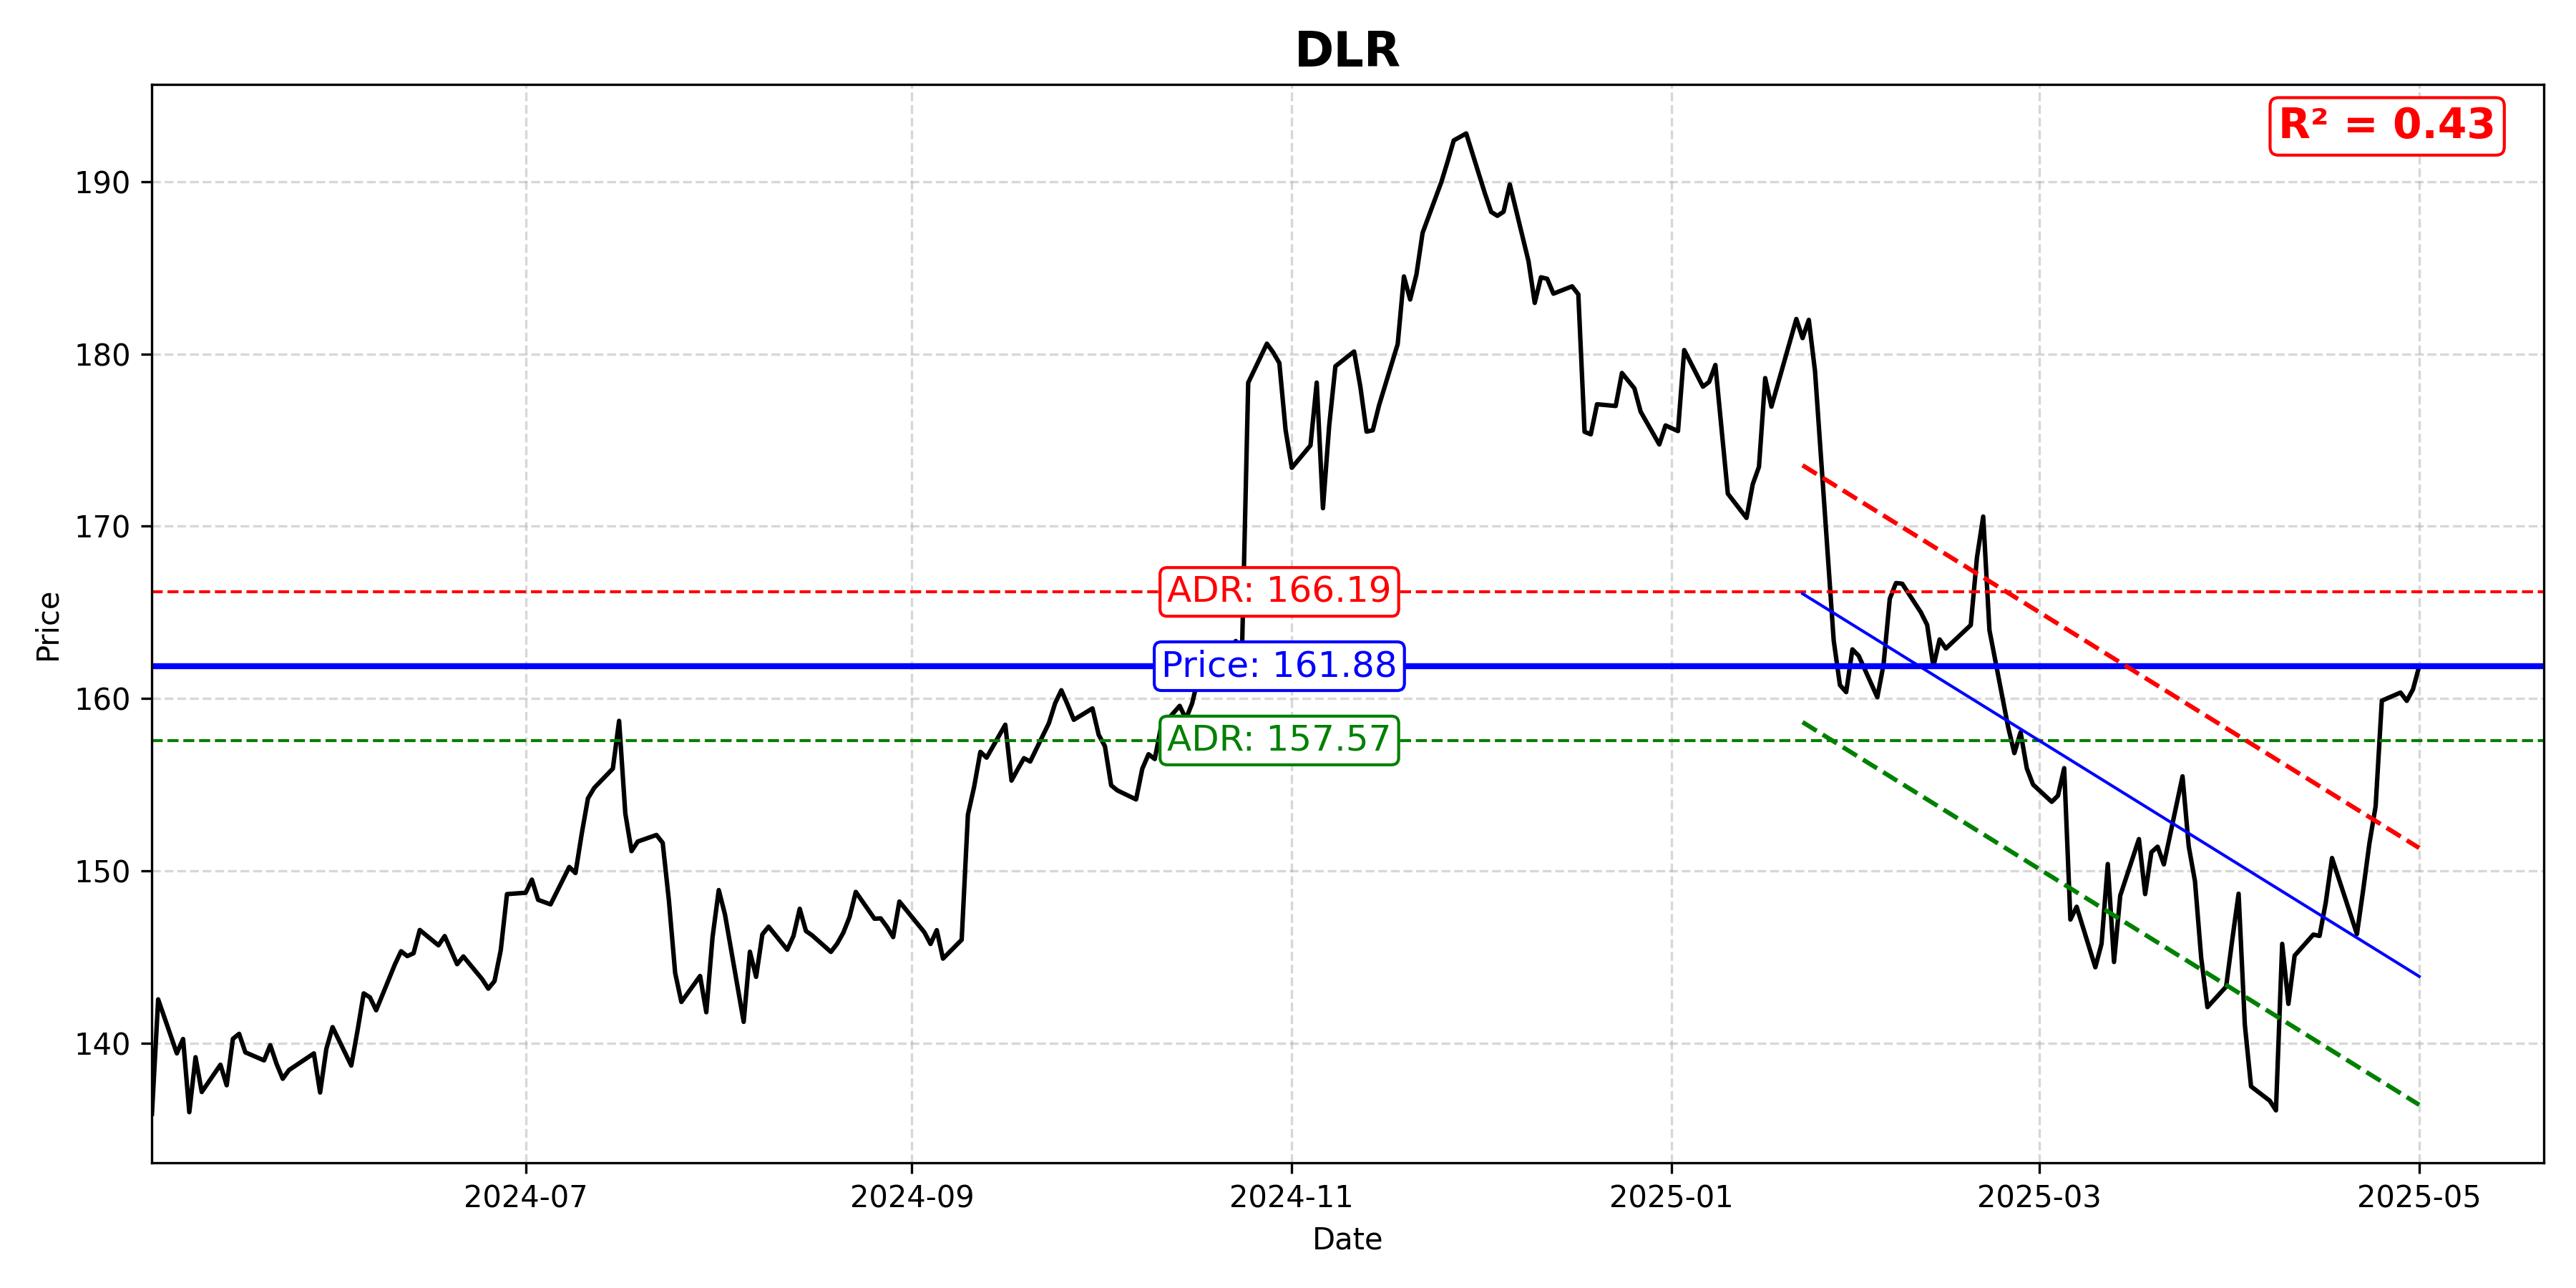 DLR
R² = 0.43
190
180
170
160
150
140
Price
ADR: 166.19
Price: 161.88
ADR: 157.57
2024-07
2024-09
2024-11
2025-01
2025-03
2025-05
Date